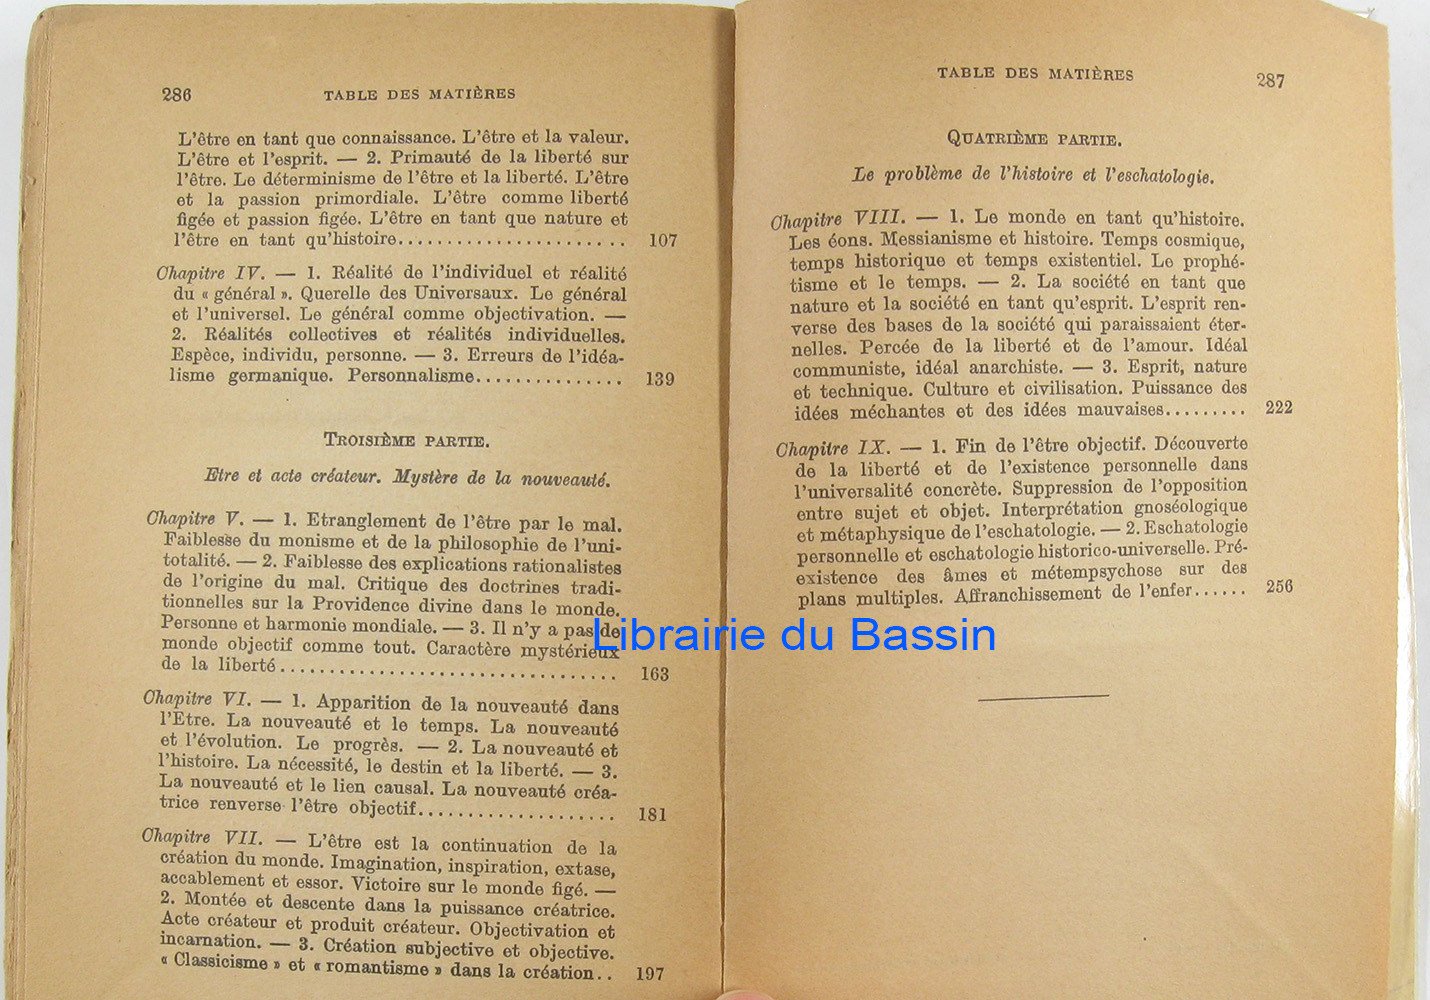 286 TABLE DES MATIÈRES
L'être en tant que connaissance. L'être et la valeur.
L'être et l'esprit. — 2. Primauté de la liberté sur
l'être. Le déterminisme de l'être et la liberté. L'être
et la passion primordiale. L'être comme liberté
figée et passion figée. L'être en tant que nature et
l'être en tant qu'histoire...................... 107
Chapitre IV. — 1. Réalité de l'individuel et réalité
du « général ». Querelle des Universaux. Le général
et l'universel. Le général comme objectivation. —
2. Réalités collectives et réalités individuelles.
Espèce, individu, personne. — 3. Erreurs de l'idéa-
lisme germanique. Personnalisme............... 139
TROISIÈME PARTIE.
Etre et acte créateur. Mystère de la nouveauté.
Chapitre V. — 1. Etranglement de l'être par le mal.
Faiblesse du monisme et de la philosophie de l'uni-
totalité. — 2. Faiblesse des explications rationalistes
de l'origine du mal. Critique des doctrines tradi-
tionnelles sur la Providence divine dans le monde.
Personne et harmonie mondiale. — 3. Il n'y a pas de
monde objectif comme tout. Caractère mystérieux
de la liberté................................. 163
Chapitre VI. — 1. Apparition de la nouveauté dans
l'Etre. La nouveauté et le temps. La nouveauté
et l'évolution. Le progrès. — 2. La nouveauté et
l'histoire. La nécessité, le destin et la liberté. — 3.
La nouveauté et le lien causal. La nouveauté créa-
trice renverse l'être objectif.................... 181
Chapitre VII. — L'être est la continuation de la
création du monde. Imagination, inspiration, extase,
accablement et essor. Victoire sur le monde figé. —
2. Montée et descente dans la puissance créatrice.
Acte créateur et produit créateur. Objectivation et
incarnation. — 3. Création subjective et objective.
« Classicisme » et « romantisme » dans la création.. 197
TABLE DES MATIÈRES 287
QUATRIÈME PARTIE.
Le problème de l'histoire et l'eschatologie.
Chapitre VIII. — 1. Le monde en tant qu'histoire.
Les éons. Messianisme et histoire. Temps cosmique,
temps historique et temps existentiel. Le prophé-
tisme et le temps. — 2. La société en tant que
nature et la société en tant qu'esprit. L'esprit ren-
verse des bases de la société qui paraissaient éter-
nelles. Percée de la liberté et de l'amour. Idéal
communiste, idéal anarchiste. — 3. Esprit, nature
et technique. Culture et civilisation. Puissance des
idées méchantes et des idées mauvaises......... 222
Chapitre IX. — 1. Fin de l'être objectif. Découverte
de la liberté et de l'existence personnelle dans
l'universalité concrète. Suppression de l'opposition
entre sujet et objet. Interprétation gnoséologique
et métaphysique de l'eschatologie. — 2. Eschatologie
personnelle et eschatologie historico-universelle. Pré-
existence des âmes et métempsychose sur des
plans multiples. Affranchissement de l'enfer...... 256
Librairie du Bassin